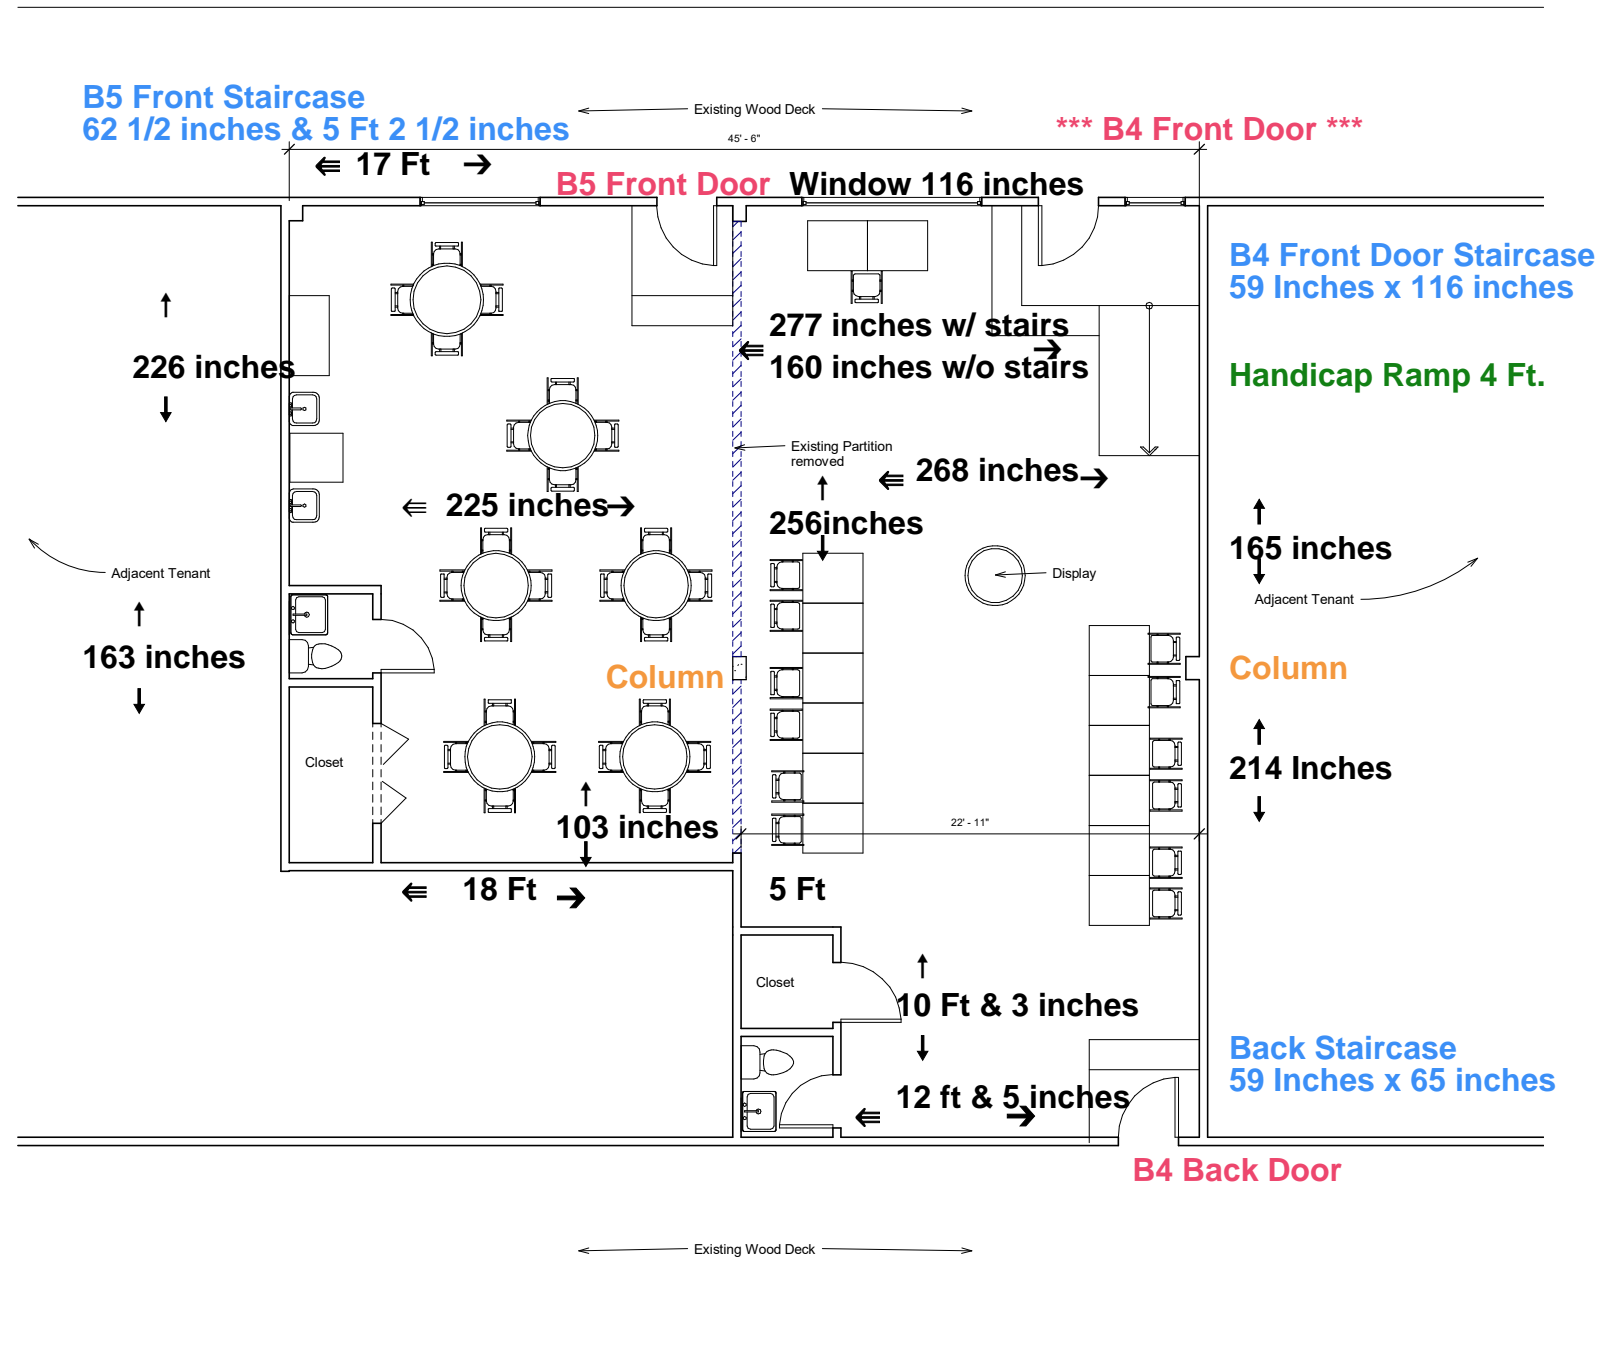 B5 Front Staircase
62 1/2 inches & 5 Ft 2 1/2 inches
Existing Wood Deck
*** B4 Front Door ***
45' - 6"
17 Ft
B5 Front Door
Window 116 inches
B4 Front Door Staircase
59 Inches x 116 inches
277 inches w/ stairs
226 inches
160 inches w/o stairs
Handicap Ramp 4 Ft.
Existing Partition
removed
268 inches
225 inches
256inches
165 inches
Adjacent Tenant
Display
Adjacent Tenant
163 inches
Column
Column
Closet
214 Inches
103 inches
22' - 11"
18 Ft
5 Ft
Closet
10 Ft & 3 inches
Back Staircase
59 Inches x 65 inches
12 ft & 5 inches
B4 Back Door
Existing Wood Deck